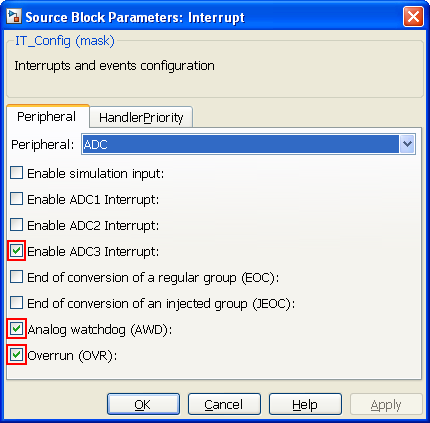 Source Block Parameters: Interrupt
IT_Config (mask)
Interrupts and events configuration
Peripheral HandlerPriority
Peripheral: ADC
Enable simulation input:
Enable ADC1 Interrupt:
Enable ADC2 Interrupt:
Enable ADC3 Interrupt:
End of conversion of a regular group (EOC):
End of conversion of an injected group (JEOC):
Analog watchdog (AWD):
Overrun (OVR):
OK Cancel Help Apply